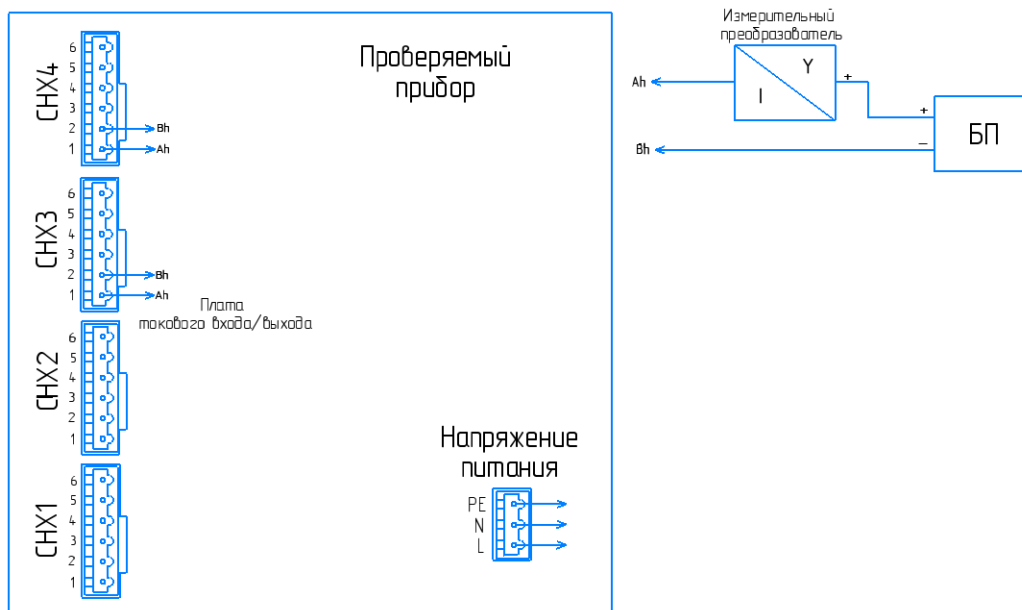 Проверяемый
прибор
CHX4
6
5
4
3
2
1
Bh
Ah
CHX3
6
5
4
3
2
1
Bh
Ah
Плата
токового входа/выхода
CHX2
6
5
4
3
2
1
CHX1
6
5
4
3
2
1
Напряжение
питания
PE
N
L
Измерительный
преобразователь
Ah
I
Y
+
+
Bh
−
БП